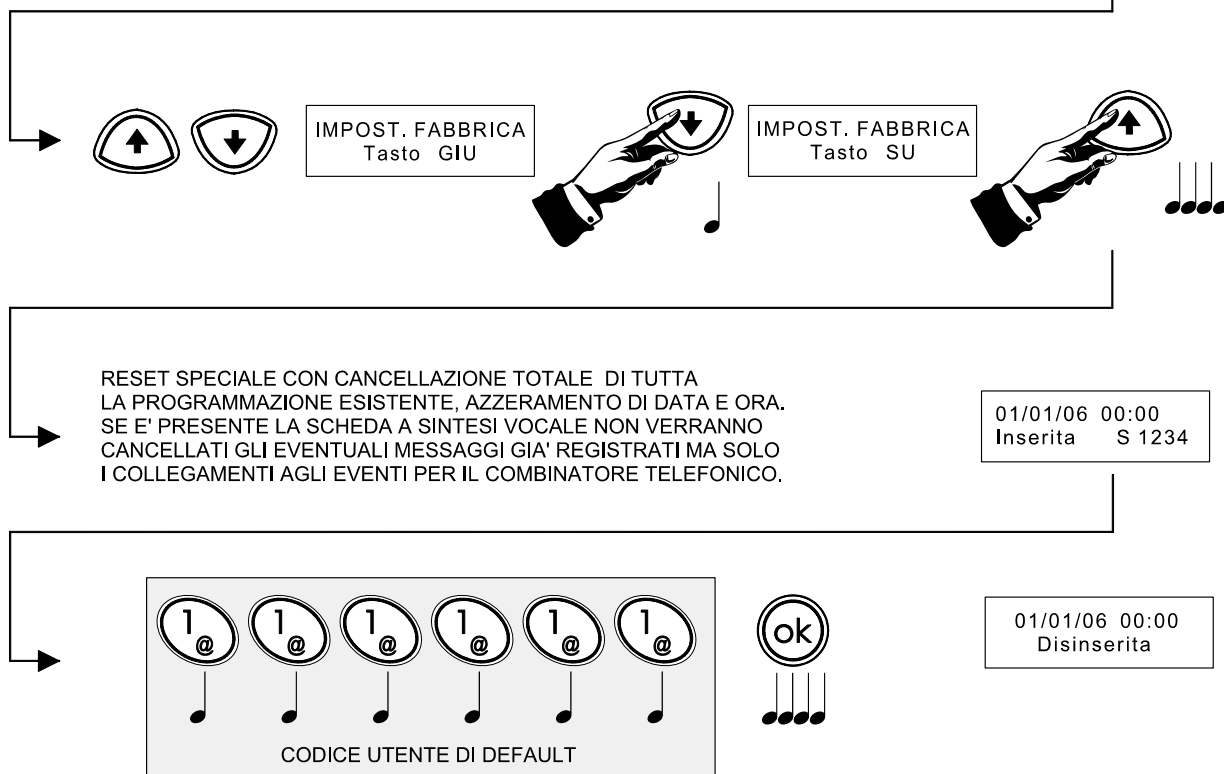 IMPOST. FABBRICA
Tasto GIU
IMPOST. FABBRICA
Tasto SU
RESET SPECIALE CON CANCELLAZIONE TOTALE DI TUTTA
LA PROGRAMMAZIONE ESISTENTE, AZZERAMENTO DI DATA E ORA.
SE E' PRESENTE LA SCHEDA A SINTESI VOCALE NON VERRANNO
CANCELLATI GLI EVENTUALI MESSAGGI GIA' REGISTRATI MA SOLO
I COLLEGAMENTI AGLI EVENTI PER IL COMBINATORE TELEFONICO.
01/01/06 00:00
Inserita S 1234
1@ 1@ 1@ 1@ 1@ 1@ ok
CODICE UTENTE DI DEFAULT
01/01/06 00:00
Disinserita